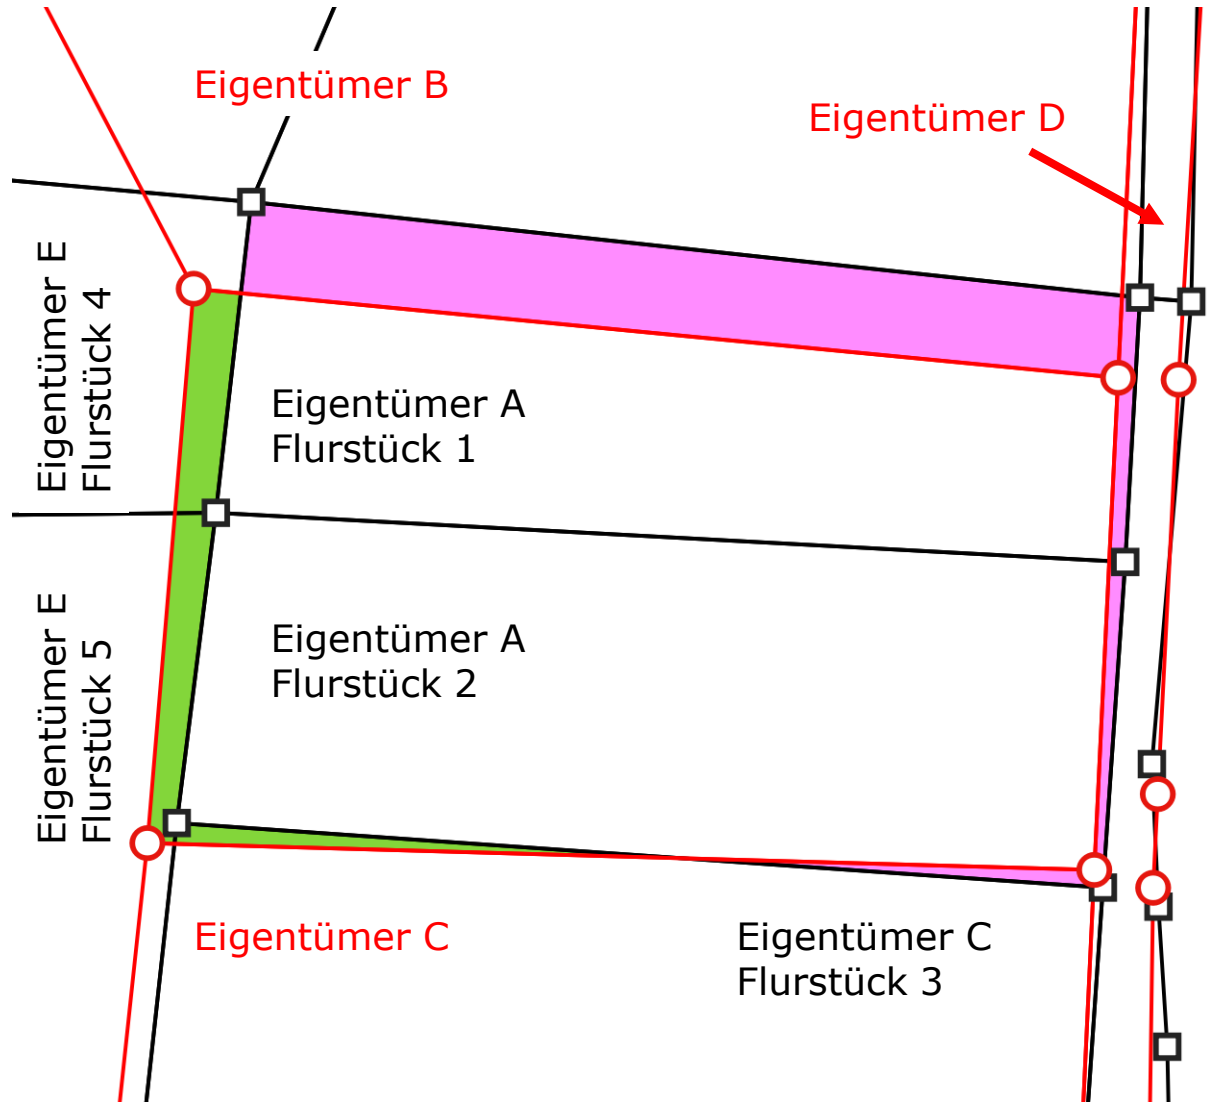 Eigentümer B
Eigentümer D
Eigentümer E
Flurstück 4
Eigentümer A
Flurstück 1
Eigentümer E
Flurstück 5
Eigentümer A
Flurstück 2
Eigentümer C
Eigentümer C
Flurstück 3